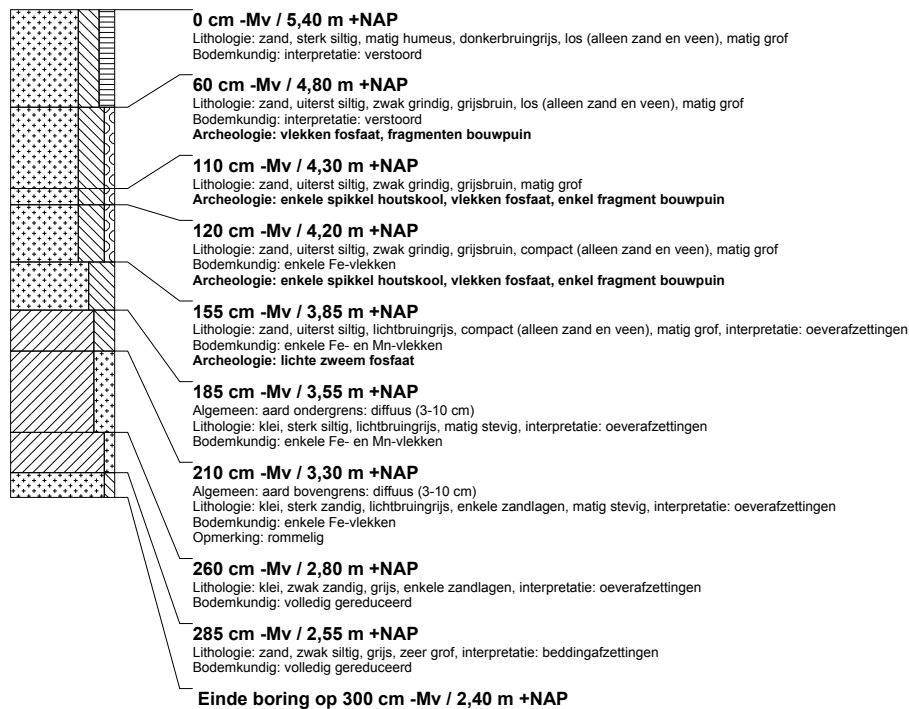 0 cm -Mv / 5,40 m +NAP
Lithologie: zand, sterk siltig, matig humeus, donkerbruingrijs, los (alleen zand en veen), matig grof
Bodemkundig: interpretatie: verstoord
60 cm -Mv / 4,80 m +NAP
Lithologie: zand, uiterst siltig, zwak grindig, grijsbruin, los (alleen zand en veen), matig grof
Bodemkundig: interpretatie: verstoord
Archeologie: vlekken fosfaat, fragmenten bouwpuin
110 cm -Mv / 4,30 m +NAP
Lithologie: zand, uiterst siltig, zwak grindig, grijsbruin, matig grof
Archeologie: enkele spikkel houtskool, vlekken fosfaat, enkel fragment bouwpuin
120 cm -Mv / 4,20 m +NAP
Lithologie: zand, uiterst siltig, zwak grindig, grijsbruin, compact (alleen zand en veen), matig grof
Bodemkundig: enkele Fe-vlekken
Archeologie: enkele spikkel houtskool, vlekken fosfaat, enkel fragment bouwpuin
155 cm -Mv / 3,85 m +NAP
Lithologie: zand, uiterst siltig, lichtbruingrijs, compact (alleen zand en veen), matig grof, interpretatie: oeverafzettingen
Bodemkundig: enkele Fe- en Mn-vlekken
Archeologie: lichte zweem fosfaat
185 cm -Mv / 3,55 m +NAP
Algemeen: aard ondergrens: diffuus (3-10 cm)
Lithologie: klei, sterk siltig, lichtbruingrijs, matig stevig, interpretatie: oeverafzettingen
Bodemkundig: enkele Fe- en Mn-vlekken
210 cm -Mv / 3,30 m +NAP
Algemeen: aard bovengrens: diffuus (3-10 cm)
Lithologie: klei, sterk zandig, lichtbruingrijs, enkele zandlagen, matig stevig, interpretatie: oeverafzettingen
Bodemkundig: enkele Fe-vlekken
Opmerking: rommelig
260 cm -Mv / 2,80 m +NAP
Lithologie: klei, zwak zandig, grijs, enkele zandlagen, interpretatie: oeverafzettingen
Bodemkundig: volledig gereduceerd
285 cm -Mv / 2,55 m +NAP
Lithologie: zand, zwak siltig, grijs, zeer grof, interpretatie: beddingafzettingen
Bodemkundig: volledig gereduceerd
Einde boring op 300 cm -Mv / 2,40 m +NAP